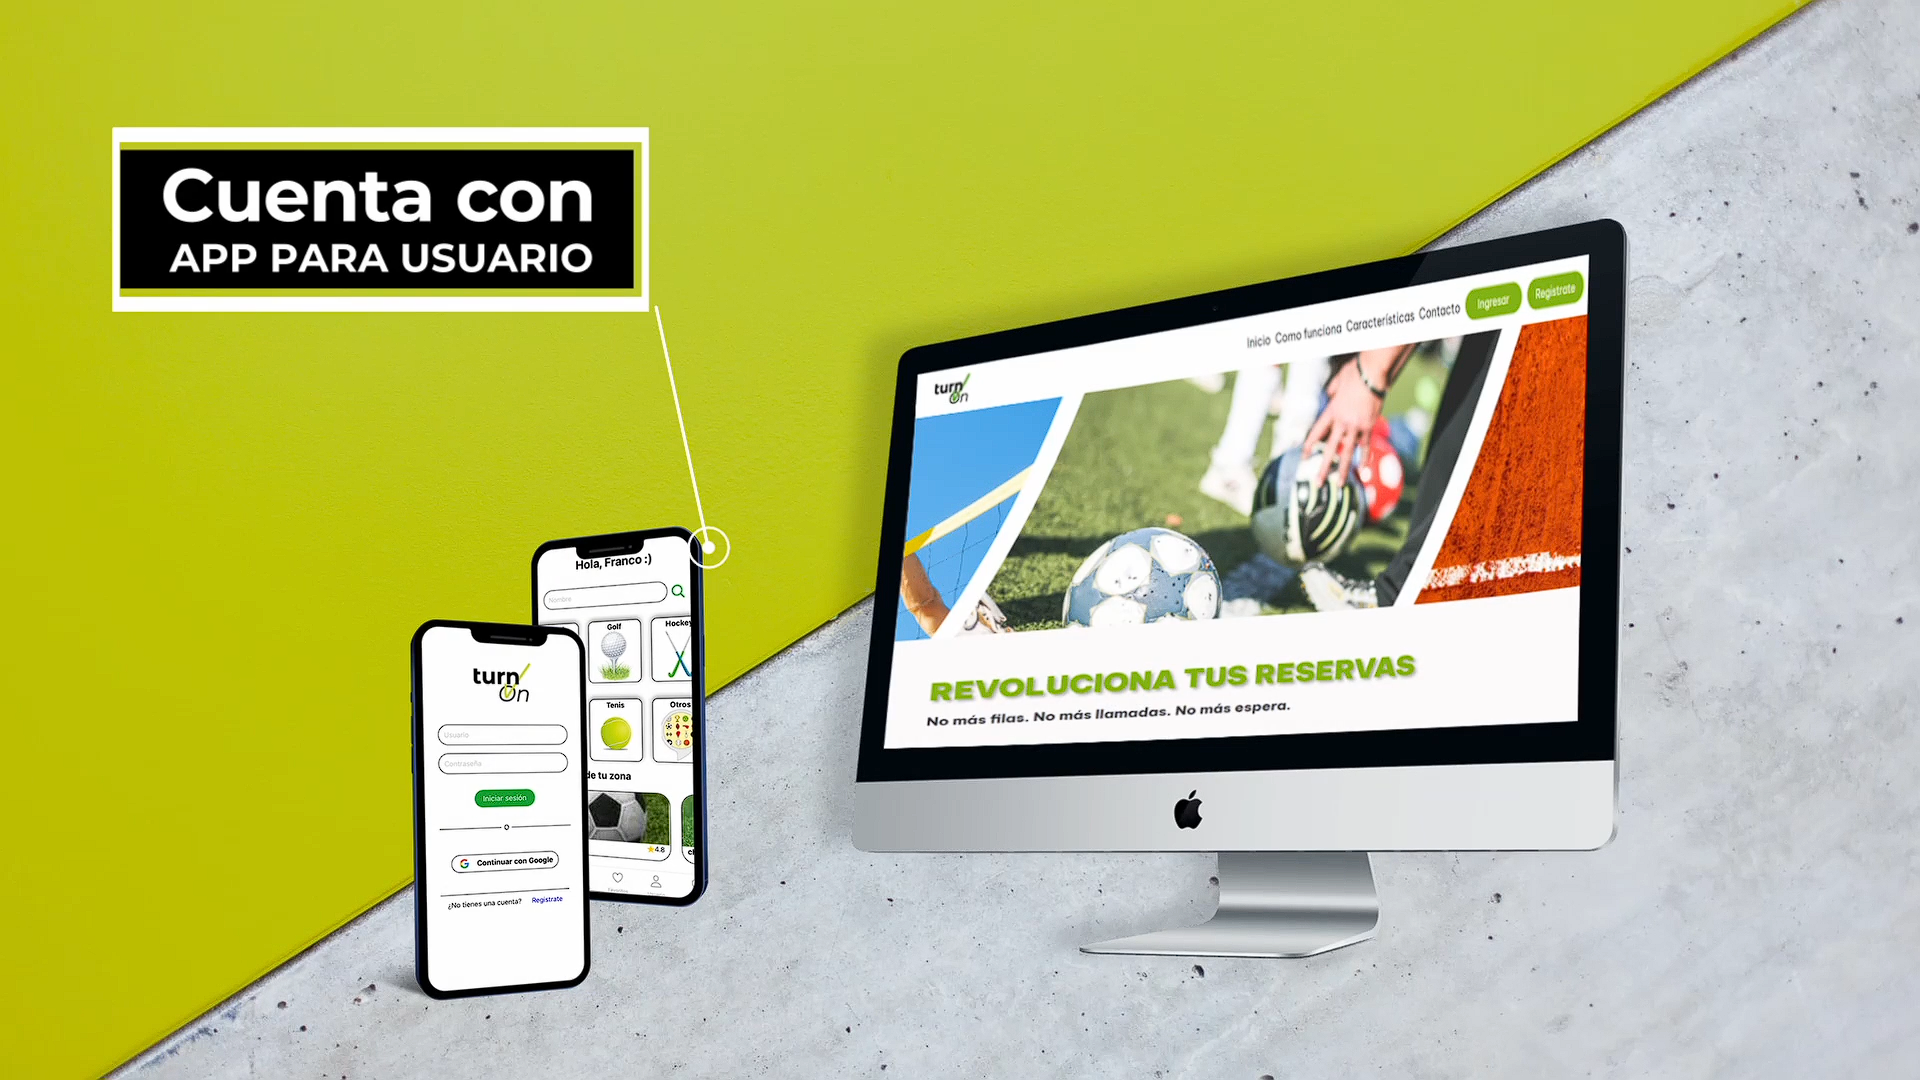 Cuenta con
APP PARA USUARIO
Hola, Franco :)
Nombre
Golf
Hockey
Tenis
Otros
de tu zona
4.8
turn
On
Usuario
Contraseña
Iniciar sesión
O
Continuar con Google
¿No tienes una cuenta? Registrate
turn
On
Inicio Como funciona Características Contacto Ingresar Registrate
REVOLUCIONA TUS RESERVAS
No más filas. No más llamadas. No más espera.